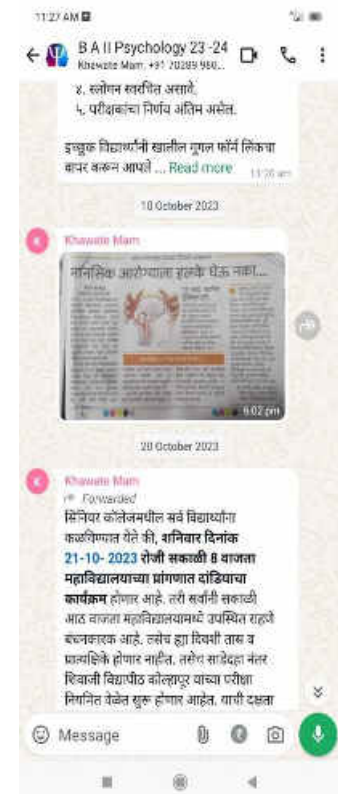 11:27 AM
B A II Psychology 23 -24
Khawate Mam, +91 70289 960...
४. स्लोगन स्वरचित असावे.
५. परीक्षकांचा निर्णय अंतिम असेल.
इच्छुक विद्यार्थ्यांनी खालील गूगल फॉर्म लिंकचा
वापर करून आपले ... Read more
11:20 am
10 October 2023
Khawate Mam
मानसिक आरोग्याला हलके घेऊ नका...
6:02 pm
20 October 2023
Khawate Mam
Forwarded
सिनियर कॉलेजमधील सर्व विद्यार्थ्यांना
कळविण्यात येते की, शनिवार दिनांक
21-10- 2023 रोजी सकाळी 8 वाजता
महाविद्यालयाच्या प्रांगणात दांडियाचा
कार्यक्रम होणार आहे. तरी सर्वांनी सकाळी
आठ वाजता महाविद्यालयामध्ये उपस्थित राहणे
बंधनकारक आहे. तसेच ह्या दिवशी तास व
प्रात्यक्षिके होणार नाहीत. तसेच साडेदहा नंतर
शिवाजी विद्यापीठ कोल्हापूर यांच्या परीक्षा
नियमित वेळेत सुरू होणार आहेत. याची दक्षता
Message